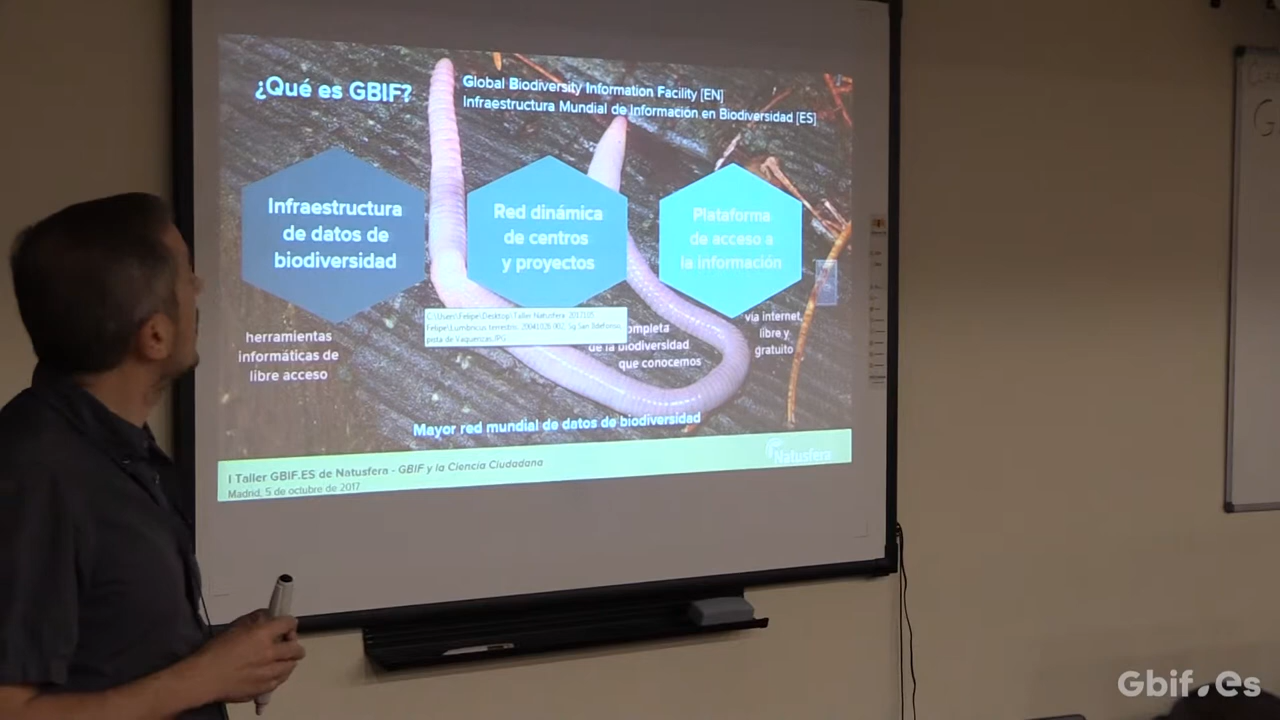 ¿Qué es GBIF?
Global Biodiversity Information Facility [EN]
Infraestructura Mundial de Información en Biodiversidad [ES]
Infraestructura
de datos de
biodiversidad
Red dinámica
de centros
y proyectos
Plataforma
de acceso a
la información
herramientas
informáticas de
libre acceso
de la biodiversidad
que conocemos
vía internet,
libre y
gratuito
Mayor red mundial de datos de biodiversidad
I Taller GBIF.ES de Natusfera - GBIF y la Ciencia Ciudadana
Madrid, 5 de octubre de 2017
Natusfera
Gbif.es